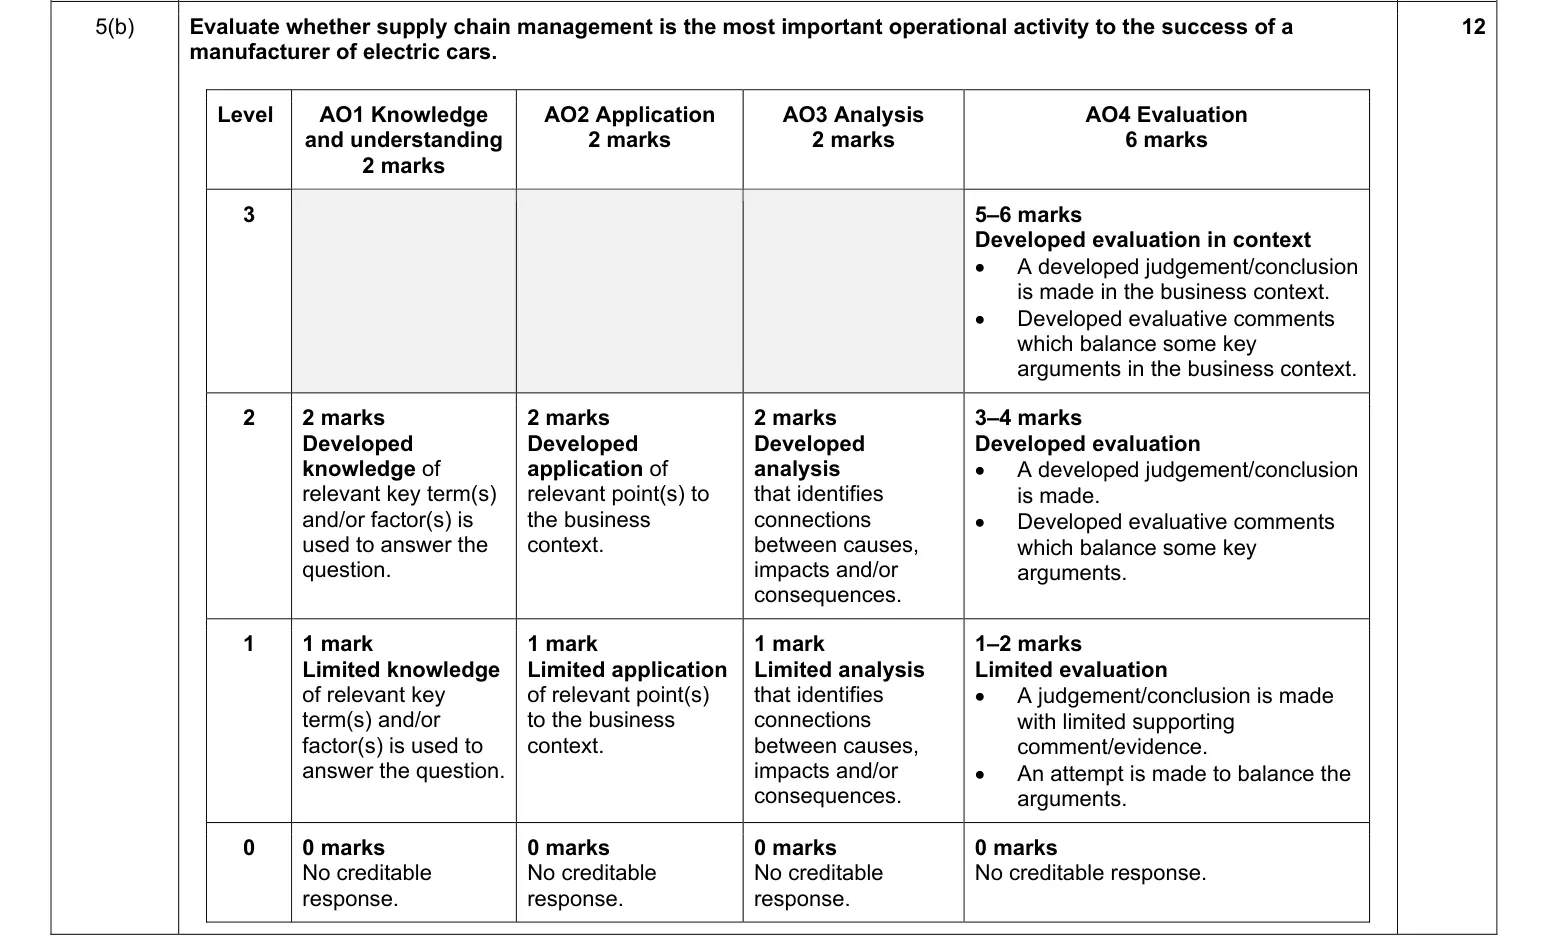 5(b)
Evaluate whether supply chain management is the most important operational activity to the success of a
manufacturer of electric cars.
12
Level
AO1 Knowledge
and understanding
2 marks
AO2 Application
2 marks
AO3 Analysis
2 marks
AO4 Evaluation
6 marks
3
5–6 marks
Developed evaluation in context
• A developed judgement/conclusion
is made in the business context.
• Developed evaluative comments
which balance some key
arguments in the business context.
2
2 marks
Developed
knowledge of
relevant key term(s)
and/or factor(s) is
used to answer the
question.
2 marks
Developed
application of
relevant point(s) to
the business
context.
2 marks
Developed
analysis
that identifies
connections
between causes,
impacts and/or
consequences.
3–4 marks
Developed evaluation
• A developed judgement/conclusion
is made.
• Developed evaluative comments
which balance some key
arguments.
1
1 mark
Limited knowledge
of relevant key
term(s) and/or
factor(s) is used to
answer the question.
1 mark
Limited application
of relevant point(s)
to the business
context.
1 mark
Limited analysis
that identifies
connections
between causes,
impacts and/or
consequences.
1–2 marks
Limited evaluation
• A judgement/conclusion is made
with limited supporting
comment/evidence.
• An attempt is made to balance the
arguments.
0
0 marks
No creditable
response.
0 marks
No creditable
response.
0 marks
No creditable
response.
0 marks
No creditable response.